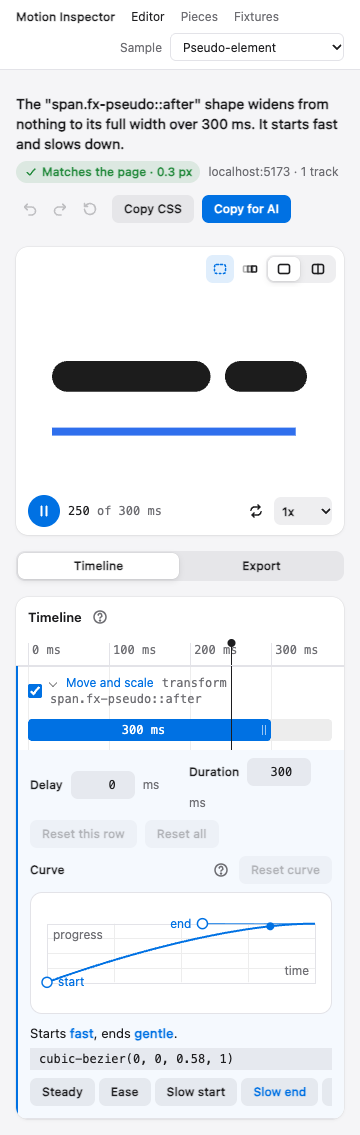 Motion Inspector Editor Pieces Fixtures
Sample Pseudo-element
The "span.fx-pseudo::after" shape widens from
nothing to its full width over 300 ms. It starts fast
and slows down.
Matches the page · 0.3 px localhost:5173 · 1 track
Copy CSS Copy for AI
250 of 300 ms 1x
Timeline Export
Timeline
0 ms 100 ms 200 ms 300 ms
Move and scale transform
span.fx-pseudo::after
300 ms
Delay 0 ms Duration 300
ms
Reset this row Reset all
Curve Reset curve
end
progress
time
start
Starts fast, ends gentle.
cubic-bezier(0, 0, 0.58, 1)
Steady Ease Slow start Slow end